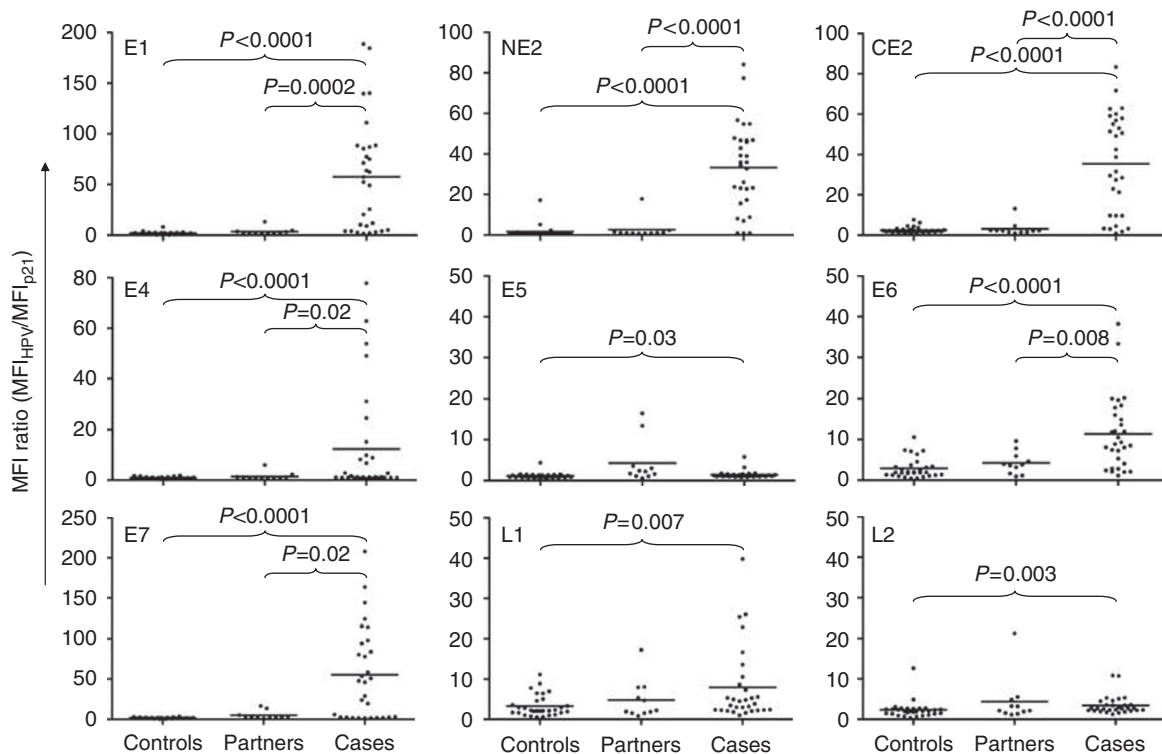 MFI ratio (MFIHPV/MFIp21)
E1
P<0.0001
P=0.0002
200
150
100
50
0
NE2
P<0.0001
P<0.0001
100
80
60
40
20
0
CE2
P<0.0001
P<0.0001
100
80
60
40
20
0
E4
P<0.0001
P=0.02
80
60
40
20
0
E5
P=0.03
50
40
30
20
10
0
E6
P<0.0001
P=0.008
50
40
30
20
10
0
E7
P<0.0001
P=0.02
250
200
150
100
50
0
Controls Partners Cases
L1
P=0.007
50
40
30
20
10
0
Controls Partners Cases
L2
P=0.003
50
40
30
20
10
0
Controls Partners Cases